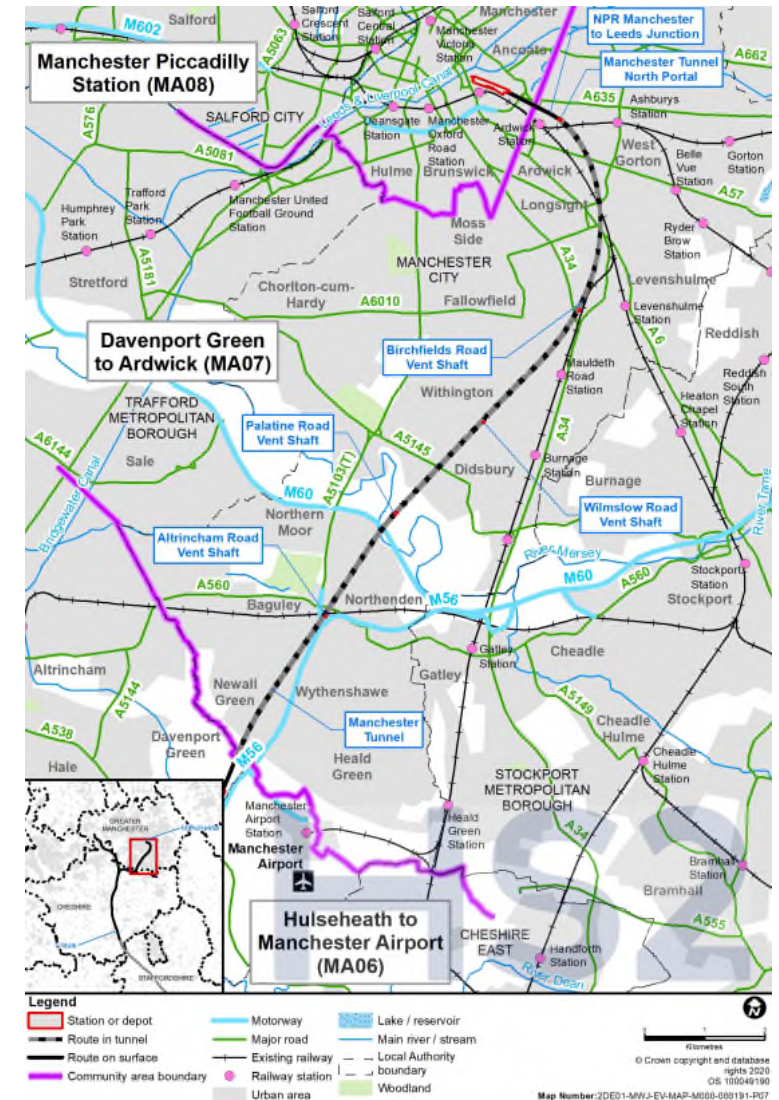 Salford
Salford
Crescent
Station
Salford
Central
Station
Manchester
Manchester
Victoria
Station
Ancoats
NPR Manchester
to Leeds Junction
M602
A5063
A662
Manchester Piccadilly
Station (MA08)
Manchester Tunnel
North Portal
A576
SALFORD CITY
Leeds & Liverpool Canal
A635
Ashburys
Station
Deansgate
Station
Manchester
Oxford
Road
Station
Ardwick
Station
West
Gorton
Gorton
Station
Belle
Vue
Station
A5081
Hulme
Brunswick
Ardwick
A57
Trafford
Park
Station
Manchester United
Football Ground
Station
Longsight
Humphrey
Park
Station
Moss
Side
Ryder
Brow
Station
A5181
Stretford
MANCHESTER
CITY
A34
Levenshulme
Chorlton-cum-
Hardy
A6010
Fallowfield
Levenshulme
Station
Reddish
A6
Davenport Green
to Ardwick (MA07)
Birchfields Road
Vent Shaft
Mauldeth
Road
Station
Reddish
South
Station
Withington
Heaton
Chapel
Station
TRAFFORD
METROPOLITAN
BOROUGH
Palatine Road
Vent Shaft
A5145
A34
A6144
Sale
Didsbury
Burnage
Station
Burnage
Bridgewater Canal
M60
A5103(T)
Wilmslow Road
Vent Shaft
River Tame
Northern
Moor
Altrincham Road
Vent Shaft
River Mersey
M60
A560
Stockport
Station
A560
Baguley
Northenden
M56
Stockport
Gatley
Station
Cheadle
Altrincham
A5144
Newall
Green
Wythenshawe
Gatley
A5149
A538
Davenport
Green
Manchester
Tunnel
Cheadle
Hulme
Hale
M56
Heald
Green
Cheadle
Hulme
Station
STOCKPORT
METROPOLITAN
BOROUGH
Manchester
Airport
Station
Heald
Green
Station
A34
Manchester
Airport
Bramhall
Station
Bramhall
HS2
Hulseheath to
Manchester Airport
(MA06)
A555
CHESHIRE
EAST
Handforth
Station
River Dean
GREATER
MANCHESTER
Manchester
CHESHIRE
STAFFORDSHIRE
Legend
Station or depot
Route in tunnel
Route on surface
Community area boundary
Motorway
Major road
Existing railway
Railway station
Urban area
Lake / reservoir
Main river / stream
Local Authority
boundary
Woodland
N
0 1 2
Kilometres
© Crown copyright and database
rights 2020
OS 100049190
Map Number:2DE01-MWJ-EV-MAP-M000-000191-P07